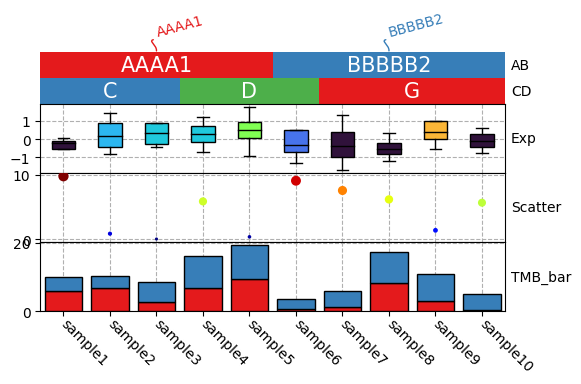 AAAA1 BBBBB2
AAAA1 BBBBB2 AB
C D G CD
1
0
−1
Exp
10
0
Scatter
20
0
TMB_bar
sample1 sample2 sample3 sample4 sample5 sample6 sample7 sample8 sample9 sample10